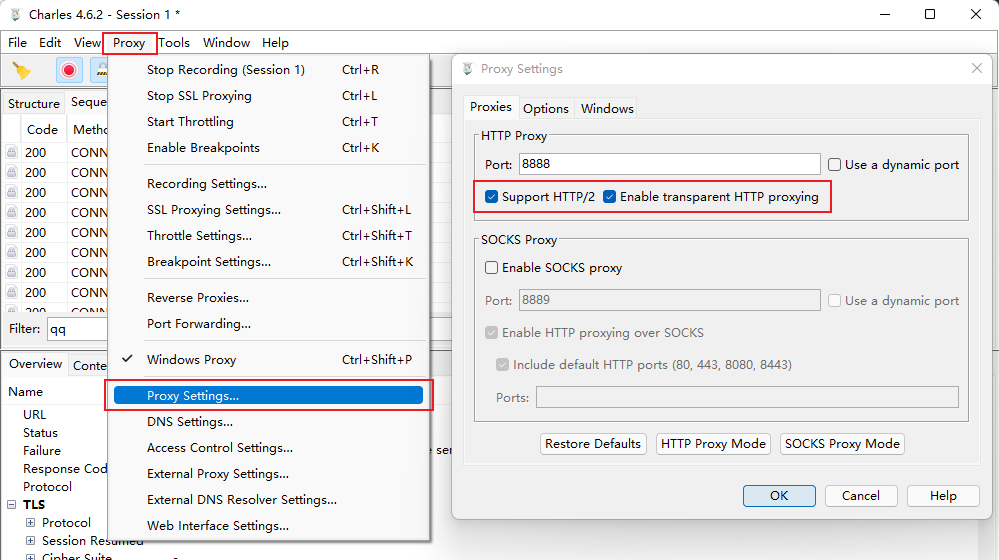 Charles 4.6.2 - Session 1 *
File Edit View Proxy Tools Window Help
Stop Recording (Session 1) Ctrl+R
Stop SSL Proxying Ctrl+L
Start Throttling Ctrl+T
Enable Breakpoints Ctrl+K
Recording Settings...
SSL Proxying Settings... Ctrl+Shift+L
Throttle Settings... Ctrl+Shift+T
Breakpoint Settings... Ctrl+Shift+K
Reverse Proxies...
Port Forwarding...
Windows Proxy Ctrl+Shift+P
Proxy Settings...
DNS Settings...
Access Control Settings...
External Proxy Settings...
External DNS Resolver Settings...
Web Interface Settings...
Structure Seque
Code Metho
200 CONN
200 CONN
200 CONN
200 CONN
200 CONN
200 CONN
200 CONN
200 CONN
200 CONN
Filter: qq
Overview Conte
Name
URL
Status
Failure
Response Cod
Protocol
TLS
Protocol
Session Resumed
Cipher Suite -
e ser
Proxy Settings
Proxies Options Windows
HTTP Proxy
Port: 8888 Use a dynamic port
Support HTTP/2 Enable transparent HTTP proxying
SOCKS Proxy
Enable SOCKS proxy
Port: 8889 Use a dynamic port
Enable HTTP proxying over SOCKS
Include default HTTP ports (80, 443, 8080, 8443)
Ports:
Restore Defaults HTTP Proxy Mode SOCKS Proxy Mode
OK Cancel Help